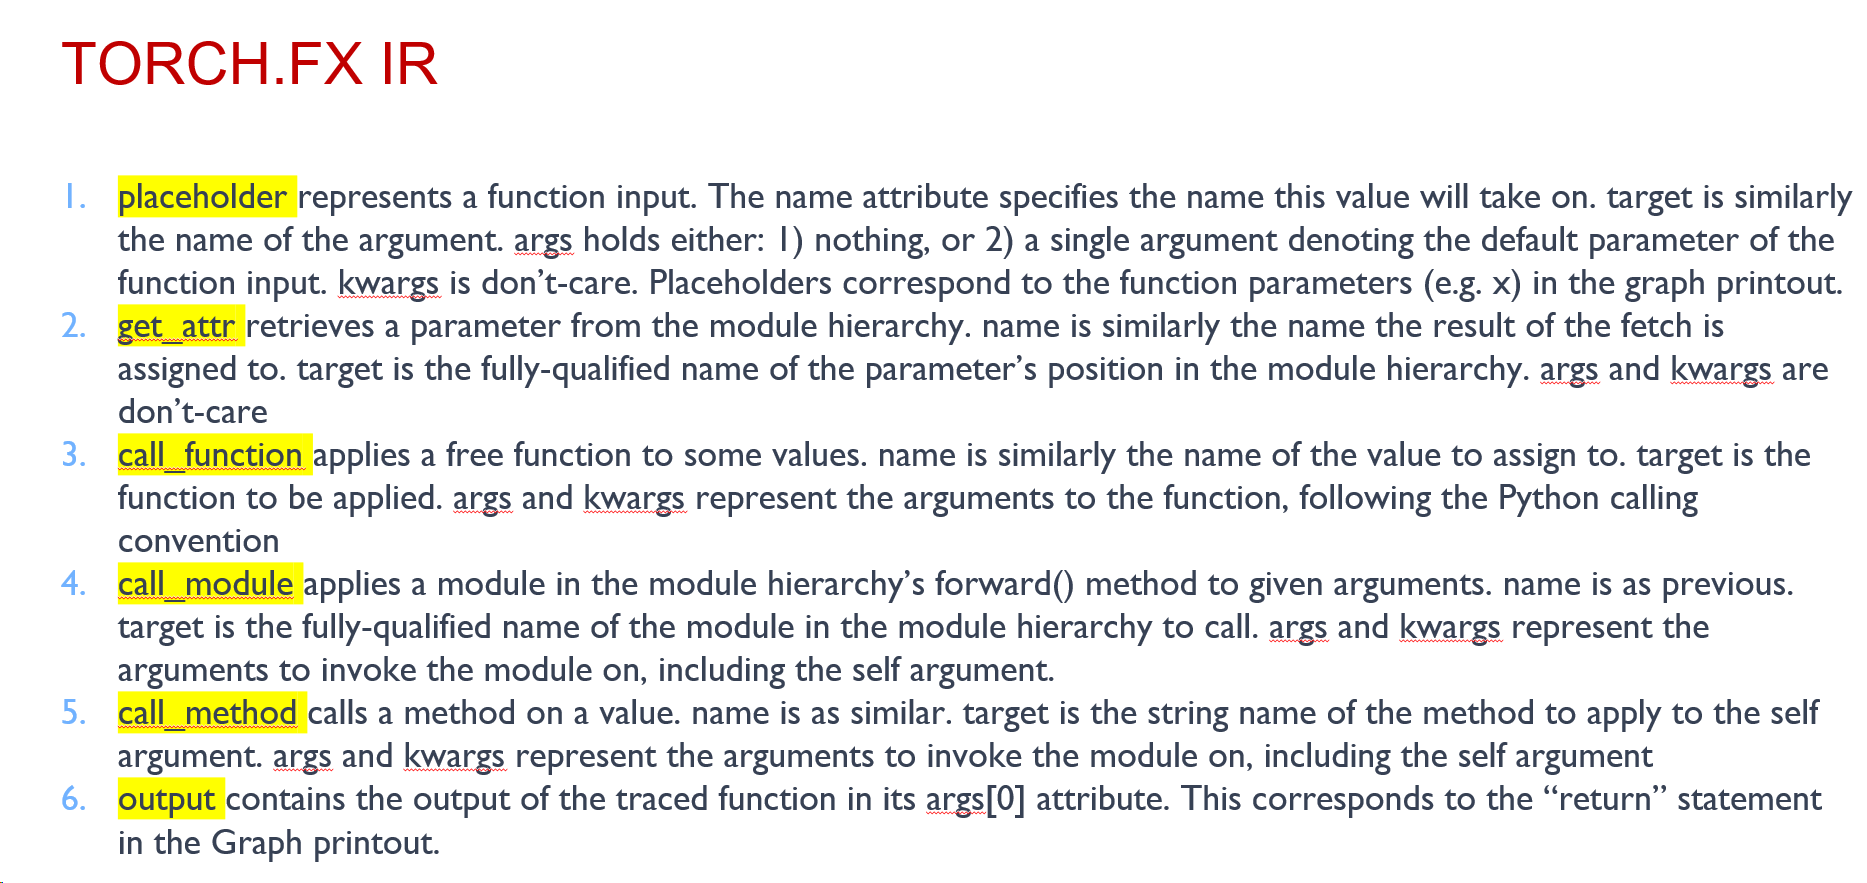 TORCH.FX IR
1. placeholder represents a function input. The name attribute specifies the name this value will take on. target is similarly
the name of the argument. args holds either: 1) nothing, or 2) a single argument denoting the default parameter of the
function input. kwargs is don’t-care. Placeholders correspond to the function parameters (e.g. x) in the graph printout.
2. get_attr retrieves a parameter from the module hierarchy. name is similarly the name the result of the fetch is
assigned to. target is the fully-qualified name of the parameter’s position in the module hierarchy. args and kwargs are
don’t-care
3. call_function applies a free function to some values. name is similarly the name of the value to assign to. target is the
function to be applied. args and kwargs represent the arguments to the function, following the Python calling
convention
4. call_module applies a module in the module hierarchy’s forward() method to given arguments. name is as previous.
target is the fully-qualified name of the module in the module hierarchy to call. args and kwargs represent the
arguments to invoke the module on, including the self argument.
5. call_method calls a method on a value. name is as similar. target is the string name of the method to apply to the self
argument. args and kwargs represent the arguments to invoke the module on, including the self argument
6. output contains the output of the traced function in its args[0] attribute. This corresponds to the “return” statement
in the Graph printout.